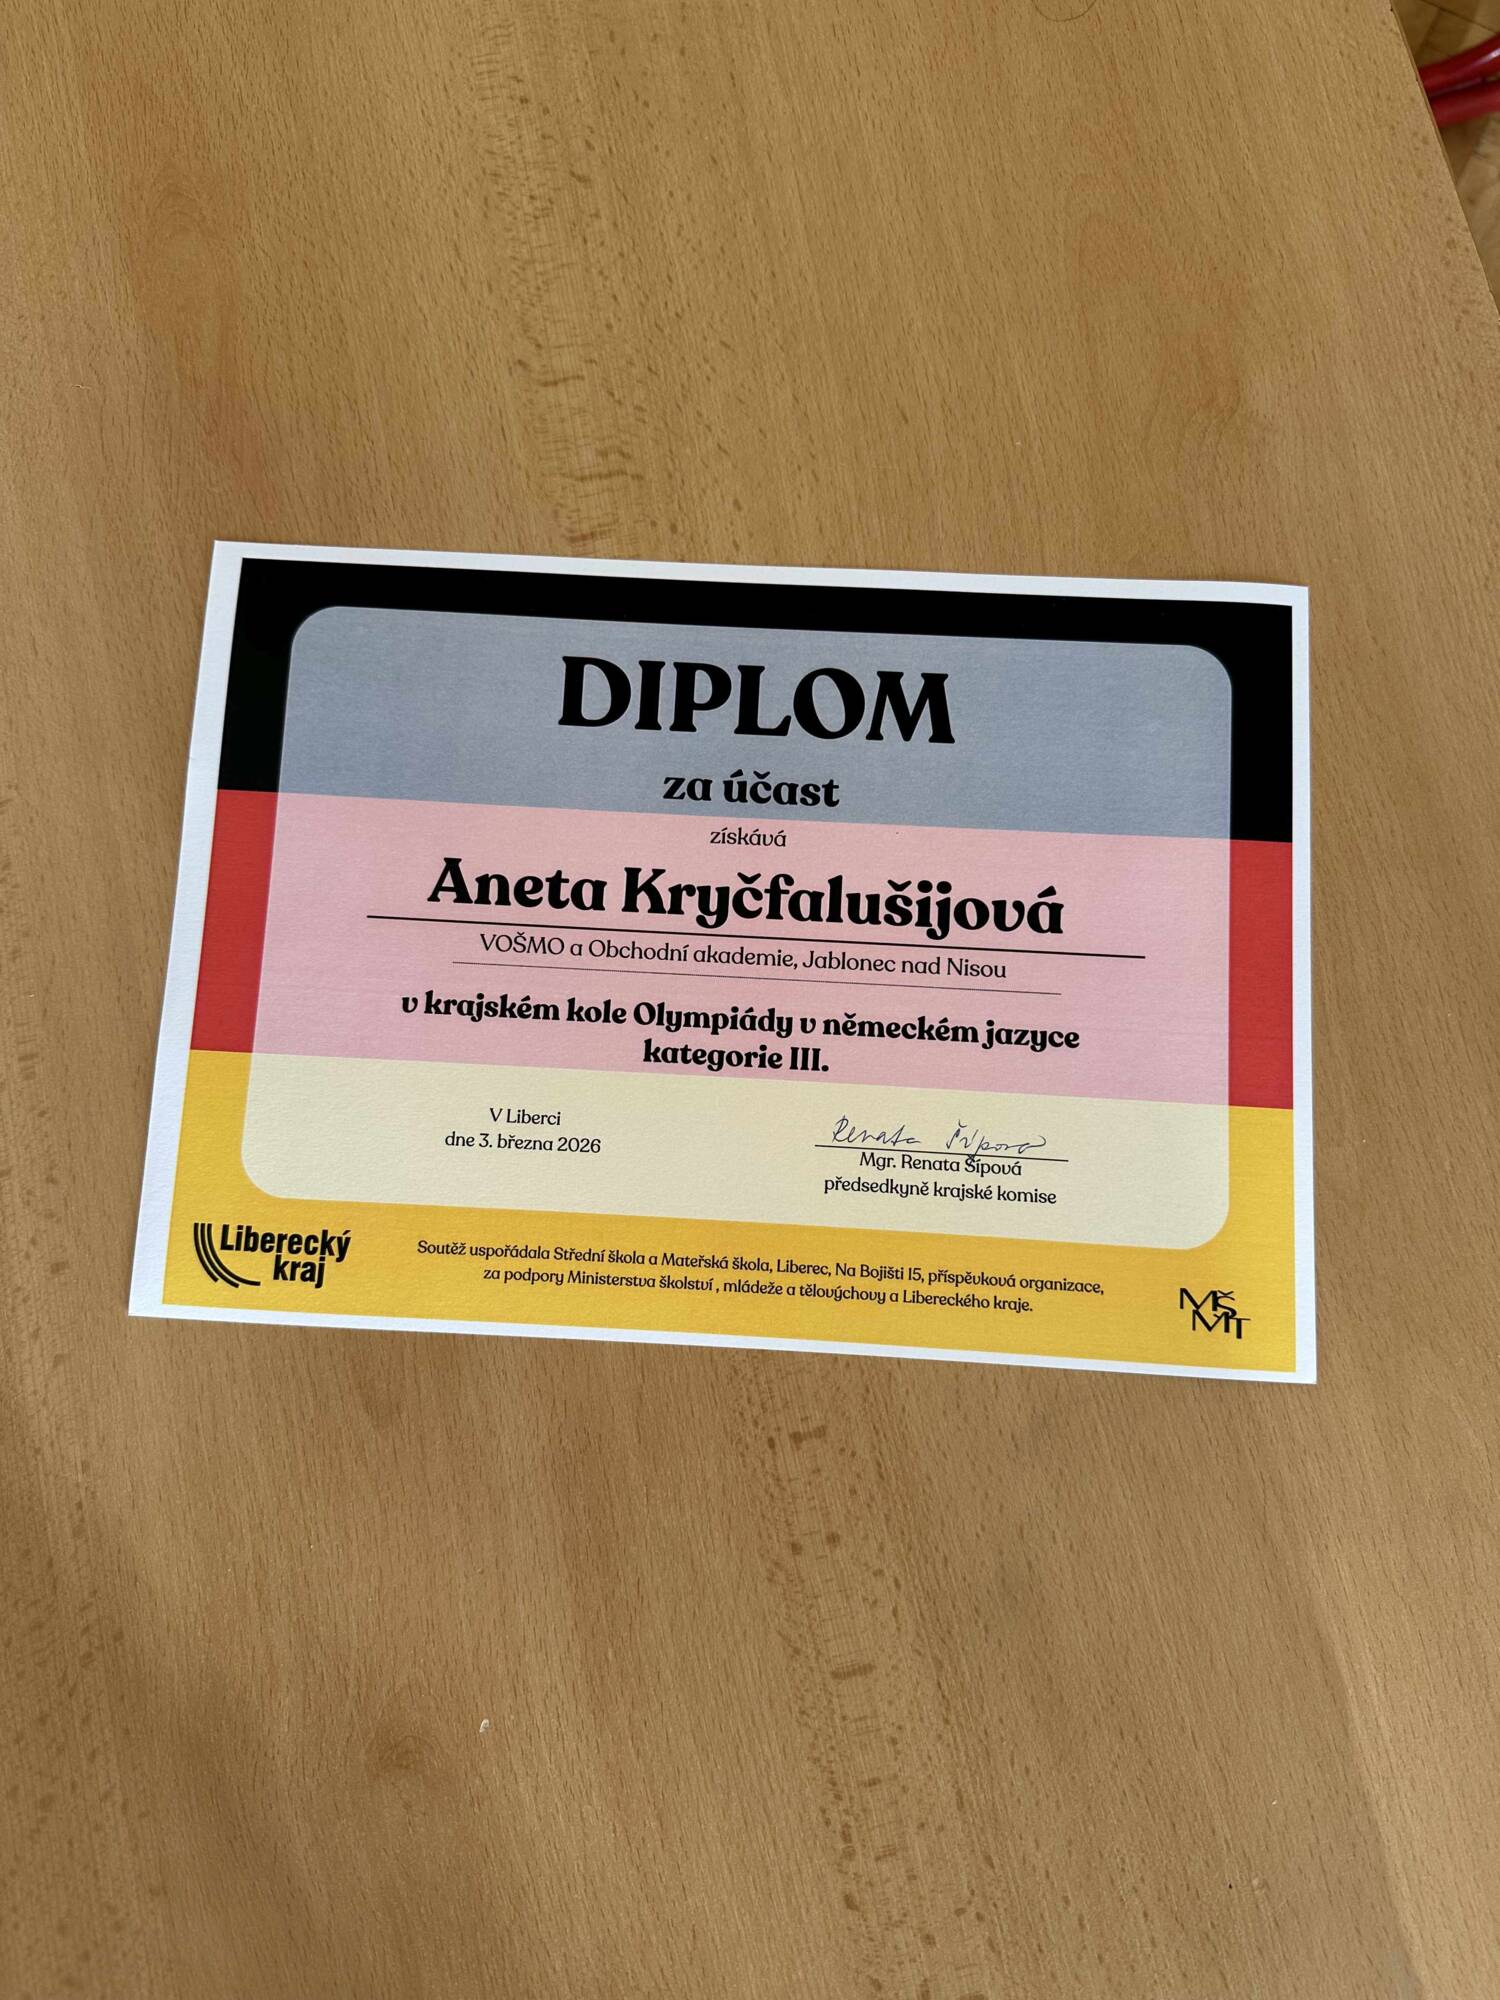 DIPLOM
za účast
získává
Aneta Kryčfalušijová
VOŠMO a Obchodní akademie, Jablonec nad Nisou
v krajském kole Olympiády v německém jazyce
kategorie III.
V Liberci
dne 3. března 2026
Renata Šípová
Mgr. Renata Šípová
předsedkyně krajské komise
Liberecký
kraj
Soutěž uspořádala Střední škola a Mateřská škola, Liberec, Na Bojišti 15, příspěvková organizace,
za podpory Ministerstva školství , mládeže a tělovýchovy a Libereckého kraje.
MŠ
MT